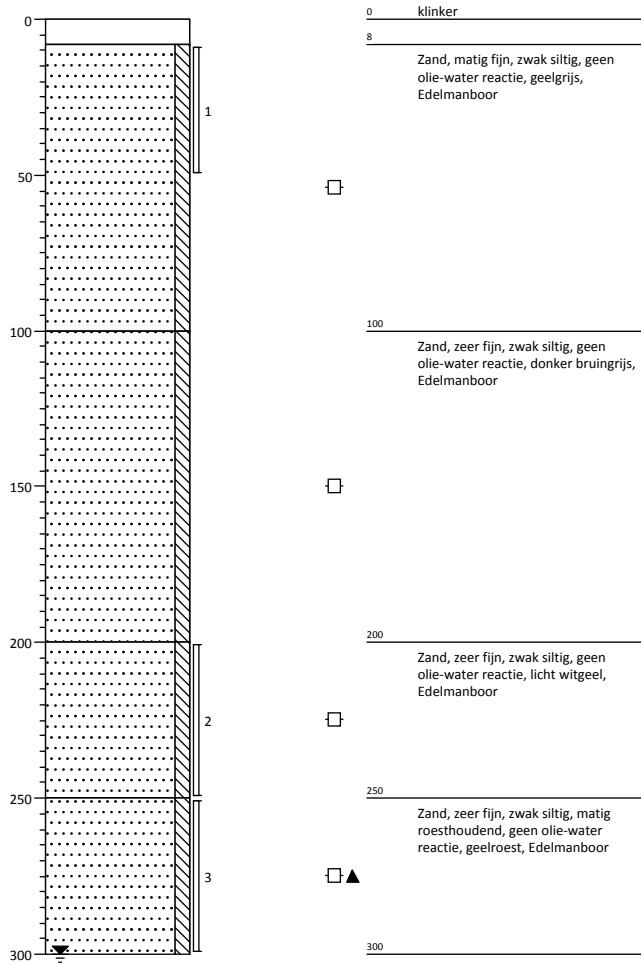 0
50
100
150
200
250
300
1
2
3
0
klinker
8
Zand, matig fijn, zwak siltig, geen
olie-water reactie, geelgrijs,
Edelmanboor
100
Zand, zeer fijn, zwak siltig, geen
olie-water reactie, donker bruingrijs,
Edelmanboor
200
Zand, zeer fijn, zwak siltig, geen
olie-water reactie, licht witgeel,
Edelmanboor
250
Zand, zeer fijn, zwak siltig, matig
roesthoudend, geen olie-water
reactie, geelroest, Edelmanboor
300